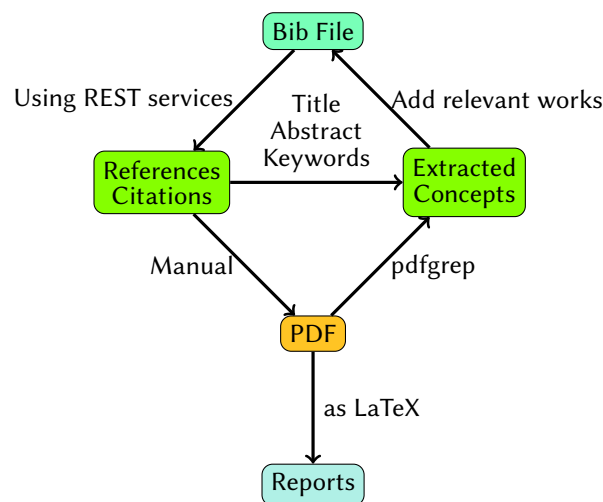 Bib File
Using REST services
Title
Abstract
Keywords
Add relevant works
References
Citations
Extracted
Concepts
Manual
pdfgrep
PDF
as LaTeX
Reports